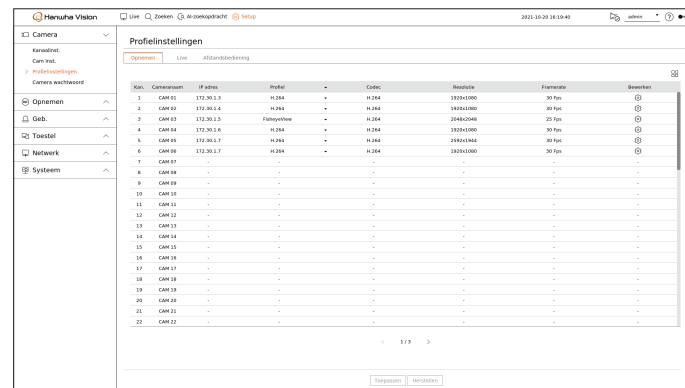 Hanwha Vision Live Zoeken AI-zoekopdracht Setup 2021-10-20 16:19:40 admin
Camera
Kanaalinst.
Cam inst.
> Profielinstellingen
Camera wachtwoord
Opnemen
Geb.
Toestel
Netwerk
Systeem
Profielinstellingen
Opnemen Live Afstandsbediening
Kan. Cameranaam IP adres Profiel Codec Resolutie Framerate Bewerken
1 CAM 01 172.30.1.3 H.264 H.264 1920x1080 30 Fps
2 CAM 02 172.30.1.4 H.264 H.264 1920x1080 30 Fps
3 CAM 03 172.30.1.5 FisheyeView H.264 2048x2048 25 Fps
4 CAM 04 172.30.1.6 H.264 H.264 1920x1080 30 Fps
5 CAM 05 172.30.1.7 H.264 H.264 2592x1944 30 Fps
6 CAM 06 172.30.1.7 H.264 H.264 1920x1080 30 Fps
7 CAM 07 - - - - - -
8 CAM 08 - - - - - -
9 CAM 09 - - - - - -
10 CAM 10 - - - - - -
11 CAM 11 - - - - - -
12 CAM 12 - - - - - -
13 CAM 13 - - - - - -
14 CAM 14 - - - - - -
15 CAM 15 - - - - - -
16 CAM 16 - - - - - -
17 CAM 17 - - - - - -
18 CAM 18 - - - - - -
19 CAM 19 - - - - - -
20 CAM 20 - - - - - -
21 CAM 21 - - - - - -
22 CAM 22 - - - - - -
< 1 / 3 >
Toepassen Herstellen